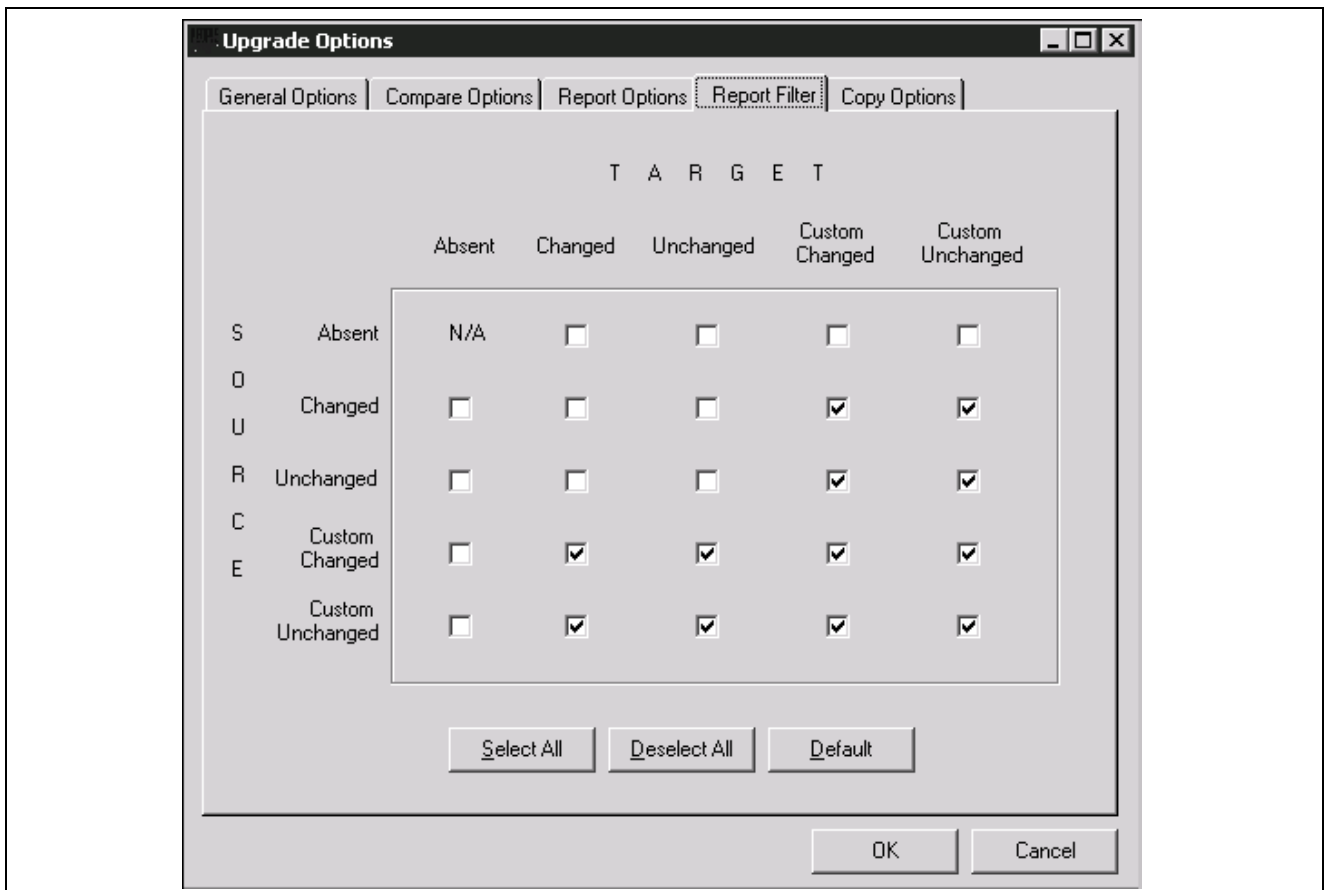 Upgrade Options
General Options
Compare Options
Report Options
Report Filter
Copy Options
T A R G E T
Absent
Changed
Unchanged
Custom
Changed
Custom
Unchanged
S O U R C E
Absent
N/A
Changed
Unchanged
Custom
Changed
Custom
Unchanged
Select All
Deselect All
Default
OK
Cancel